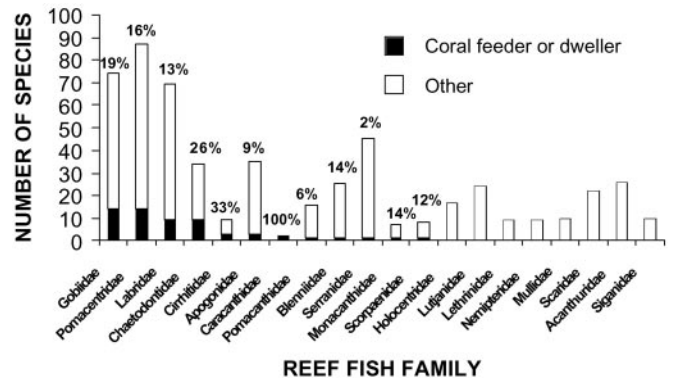 NUMBER OF SPECIES
100
90
80
70
60
50
40
30
20
10
0
19%
16%
13%
26%
33%
9%
100%
6%
14%
2%
14%
12%
Coral feeder or dweller
Other
Gobiidae
Pomacentridae
Labridae
Chaetodontidae
Cirrhitidae
Apogonidae
Caracanthidae
Pomacanthidae
Blenniidae
Serranidae
Monacanthidae
Scorpaenidae
Holocentridae
Lutjanidae
Lethrinidae
Nemipteridae
Mullidae
Scaridae
Acanthuridae
Siganidae
REEF FISH FAMILY